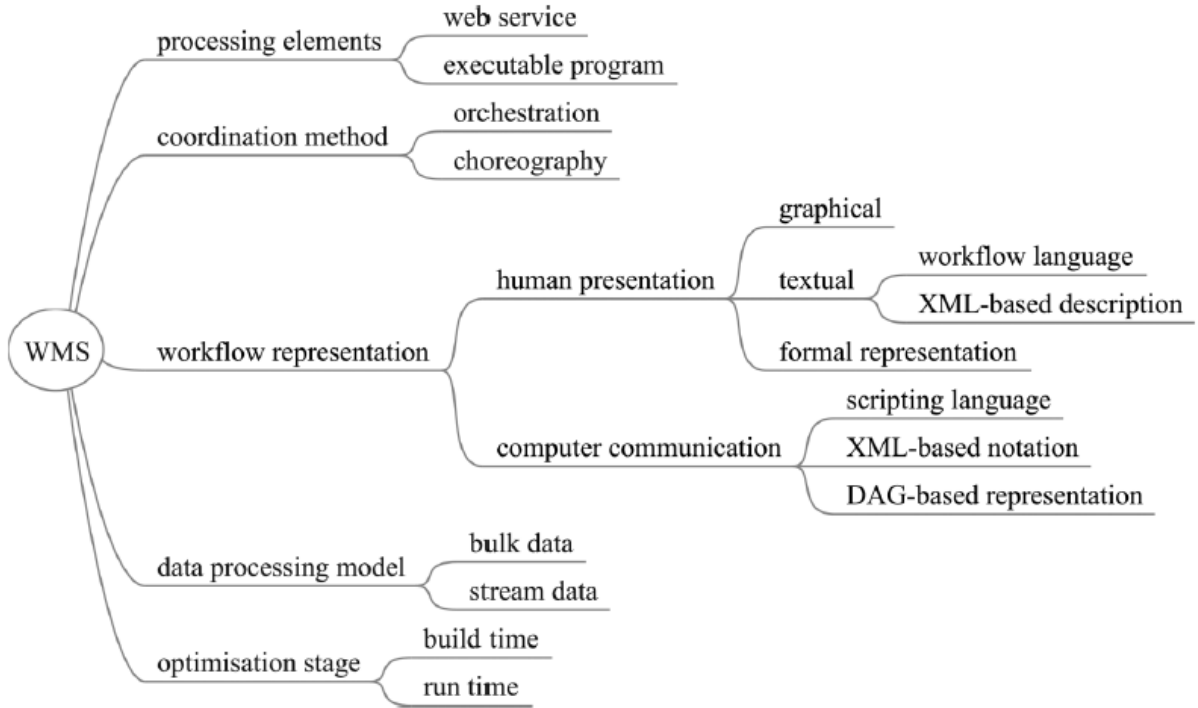 web service
processing elements
executable program
orchestration
coordination method
choreography
graphical
workflow language
human presentation
textual
XML-based description
WMS
workflow representation
formal representation
scripting language
computer communication
XML-based notation
DAG-based representation
bulk data
data processing model
stream data
build time
optimisation stage
run time